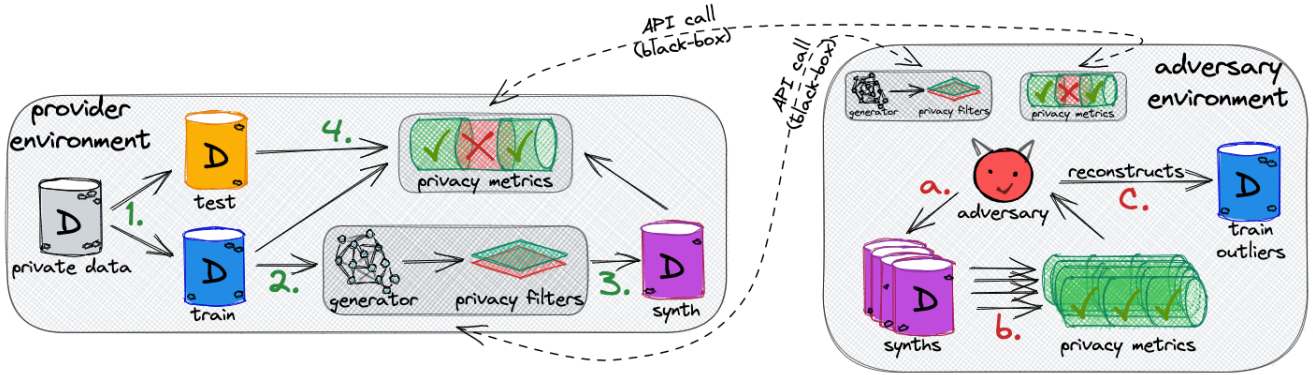 API call
(black-box)
API call
(black-box)
provider
environment
D
test
4.
privacy metrics
D
private data
1.
D
train
2.
generator
privacy filters
3.
D
synth
adversary
environment
generator
privacy filters
privacy metrics
a.
adversary
reconstructs
C.
D
train
outliers
D
synths
b.
privacy metrics